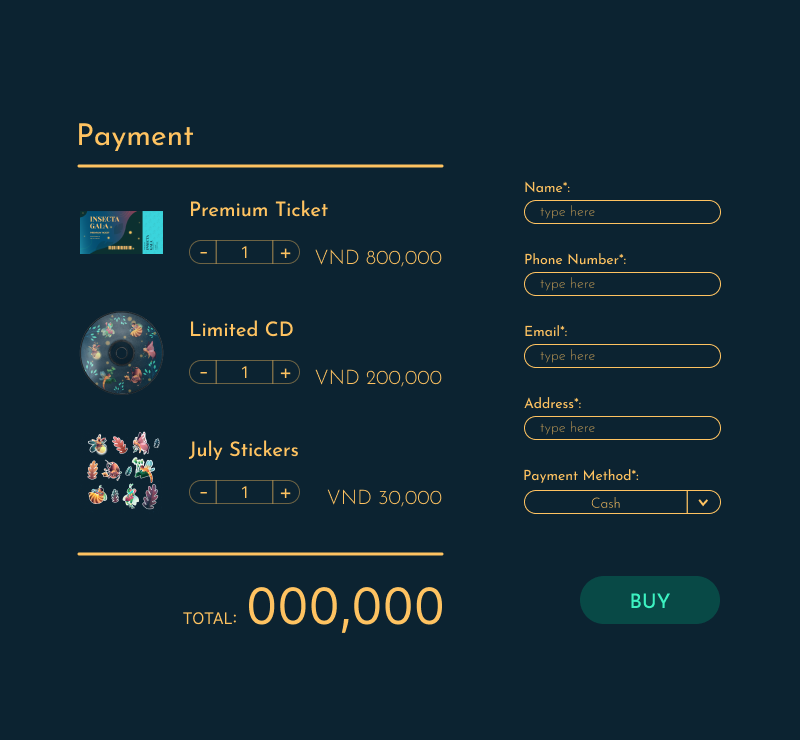 Payment
INSECTA
GALA
Premium Ticket
- 1 +
VND 800,000
Limited CD
- 1 +
VND 200,000
July Stickers
- 1 +
VND 30,000
TOTAL: 000,000
Name*:
type here
Phone Number*:
type here
Email*:
type here
Address*:
type here
Payment Method*:
Cash
BUY